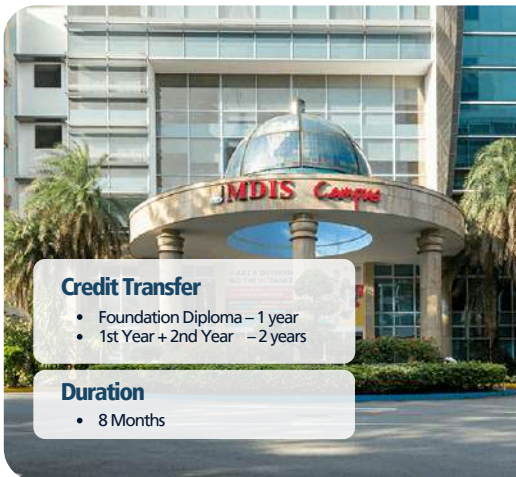 MDIS Campus
Credit Transfer
• Foundation Diploma – 1 year
• 1st Year + 2nd Year – 2 years
Duration
• 8 Months